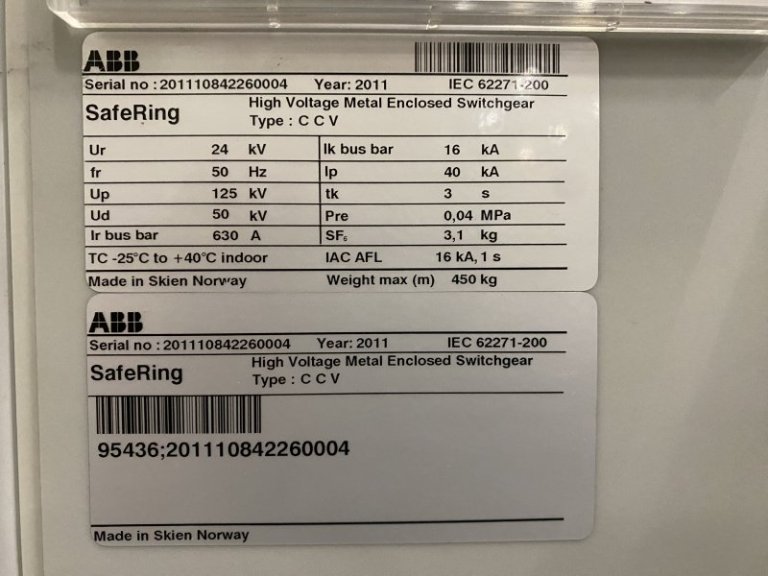 ABB
Serial no : 201110842260004 Year: 2011 IEC 62271-200
SafeRing High Voltage Metal Enclosed Switchgear
Type : C C V
Ur 24 kV Ik bus bar 16 kA
fr 50 Hz Ip 40 kA
Up 125 kV tk 3 s
Ud 50 kV Pre 0,04 MPa
Ir bus bar 630 A SF₆ 3,1 kg
TC -25°C to +40°C indoor IAC AFL 16 kA, 1 s
Made in Skien Norway Weight max (m) 450 kg
ABB
Serial no : 201110842260004 Year: 2011 IEC 62271-200
SafeRing High Voltage Metal Enclosed Switchgear
Type : C C V
95436;201110842260004
Made in Skien Norway